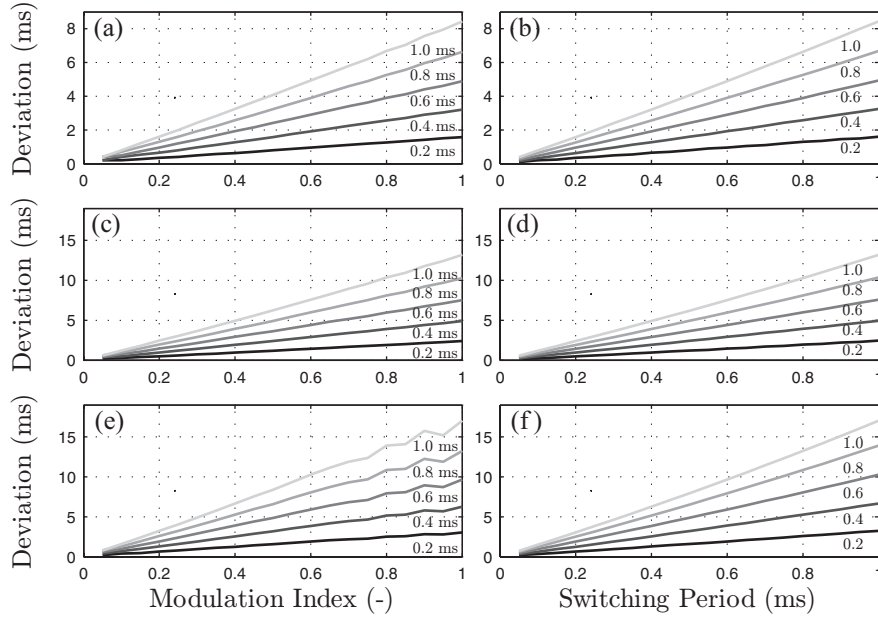 Deviation (ms)
8
6
4
2
0
(a)
1.0 ms
0.8 ms
0.6 ms
0.4 ms
0.2 ms
0 0.2 0.4 0.6 0.8 1
(b)
1.0
0.8
0.6
0.4
0.2
0 0.2 0.4 0.6 0.8 1
Deviation (ms)
15
10
5
0
(c)
1.0 ms
0.8 ms
0.6 ms
0.4 ms
0.2 ms
0 0.2 0.4 0.6 0.8 1
(d)
1.0
0.8
0.6
0.4
0.2
0 0.2 0.4 0.6 0.8 1
Deviation (ms)
15
10
5
0
(e)
1.0 ms
0.8 ms
0.6 ms
0.4 ms
0.2 ms
0 0.2 0.4 0.6 0.8 1
Modulation Index (-)
(f)
1.0
0.8
0.6
0.4
0.2
0 0.2 0.4 0.6 0.8 1
Switching Period (ms)